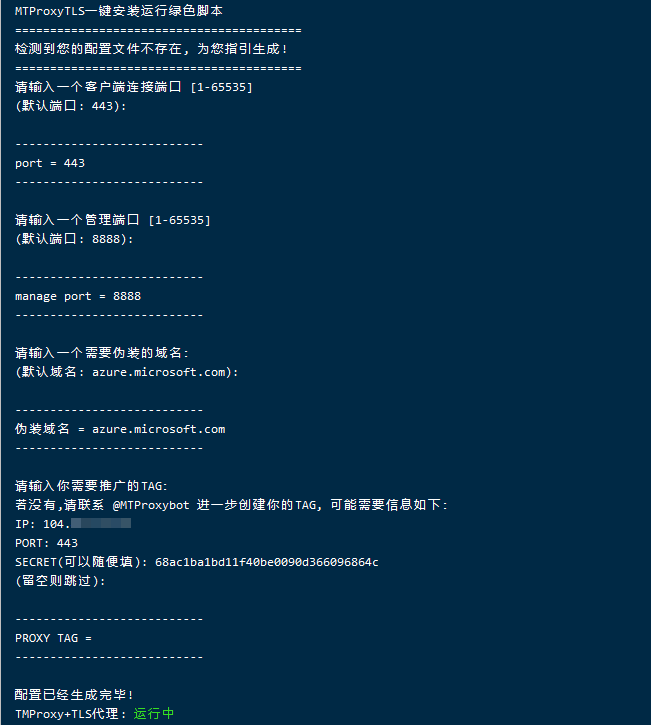 MTProxyTLS一键安装运行绿色脚本
=========================================
检测到您的配置文件不存在, 为您指引生成!
=========================================
请输入一个客户端连接端口 [1-65535]
(默认端口: 443):
---------------------------
port = 443
---------------------------
请输入一个管理端口 [1-65535]
(默认端口: 8888):
---------------------------
manage port = 8888
---------------------------
请输入一个需要伪装的域名:
(默认域名: azure.microsoft.com):
---------------------------
伪装域名 = azure.microsoft.com
---------------------------
请输入你需要推广的TAG:
若没有,请联系 @MTProxybot 进一步创建你的TAG, 可能需要信息如下:
IP: 104.
PORT: 443
SECRET(可以随便填): 68ac1ba1bd11f40be0090d366096864c
(留空则跳过):
---------------------------
PROXY TAG =
---------------------------
配置已经生成完毕!
TMProxy+TLS代理: 运行中